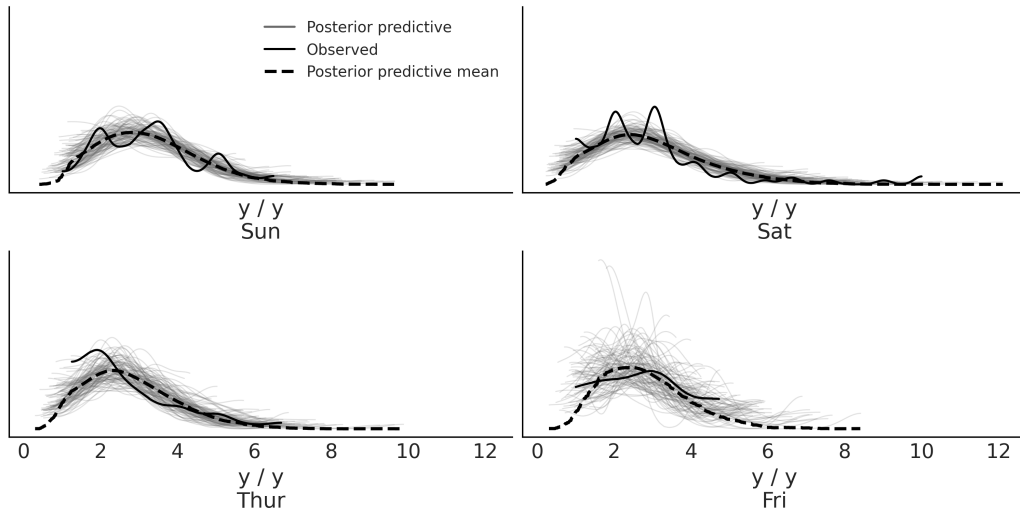 Posterior predictive
Observed
Posterior predictive mean
y / y
Sun
y / y
Sat
0 2 4 6 8 10 12
y / y
Thur
0 2 4 6 8 10 12
y / y
Fri